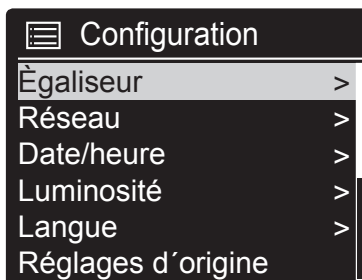 Configuration
Ègaliseur >
Réseau >
Date/heure >
Luminosité >
Langue >
Réglages d´origine